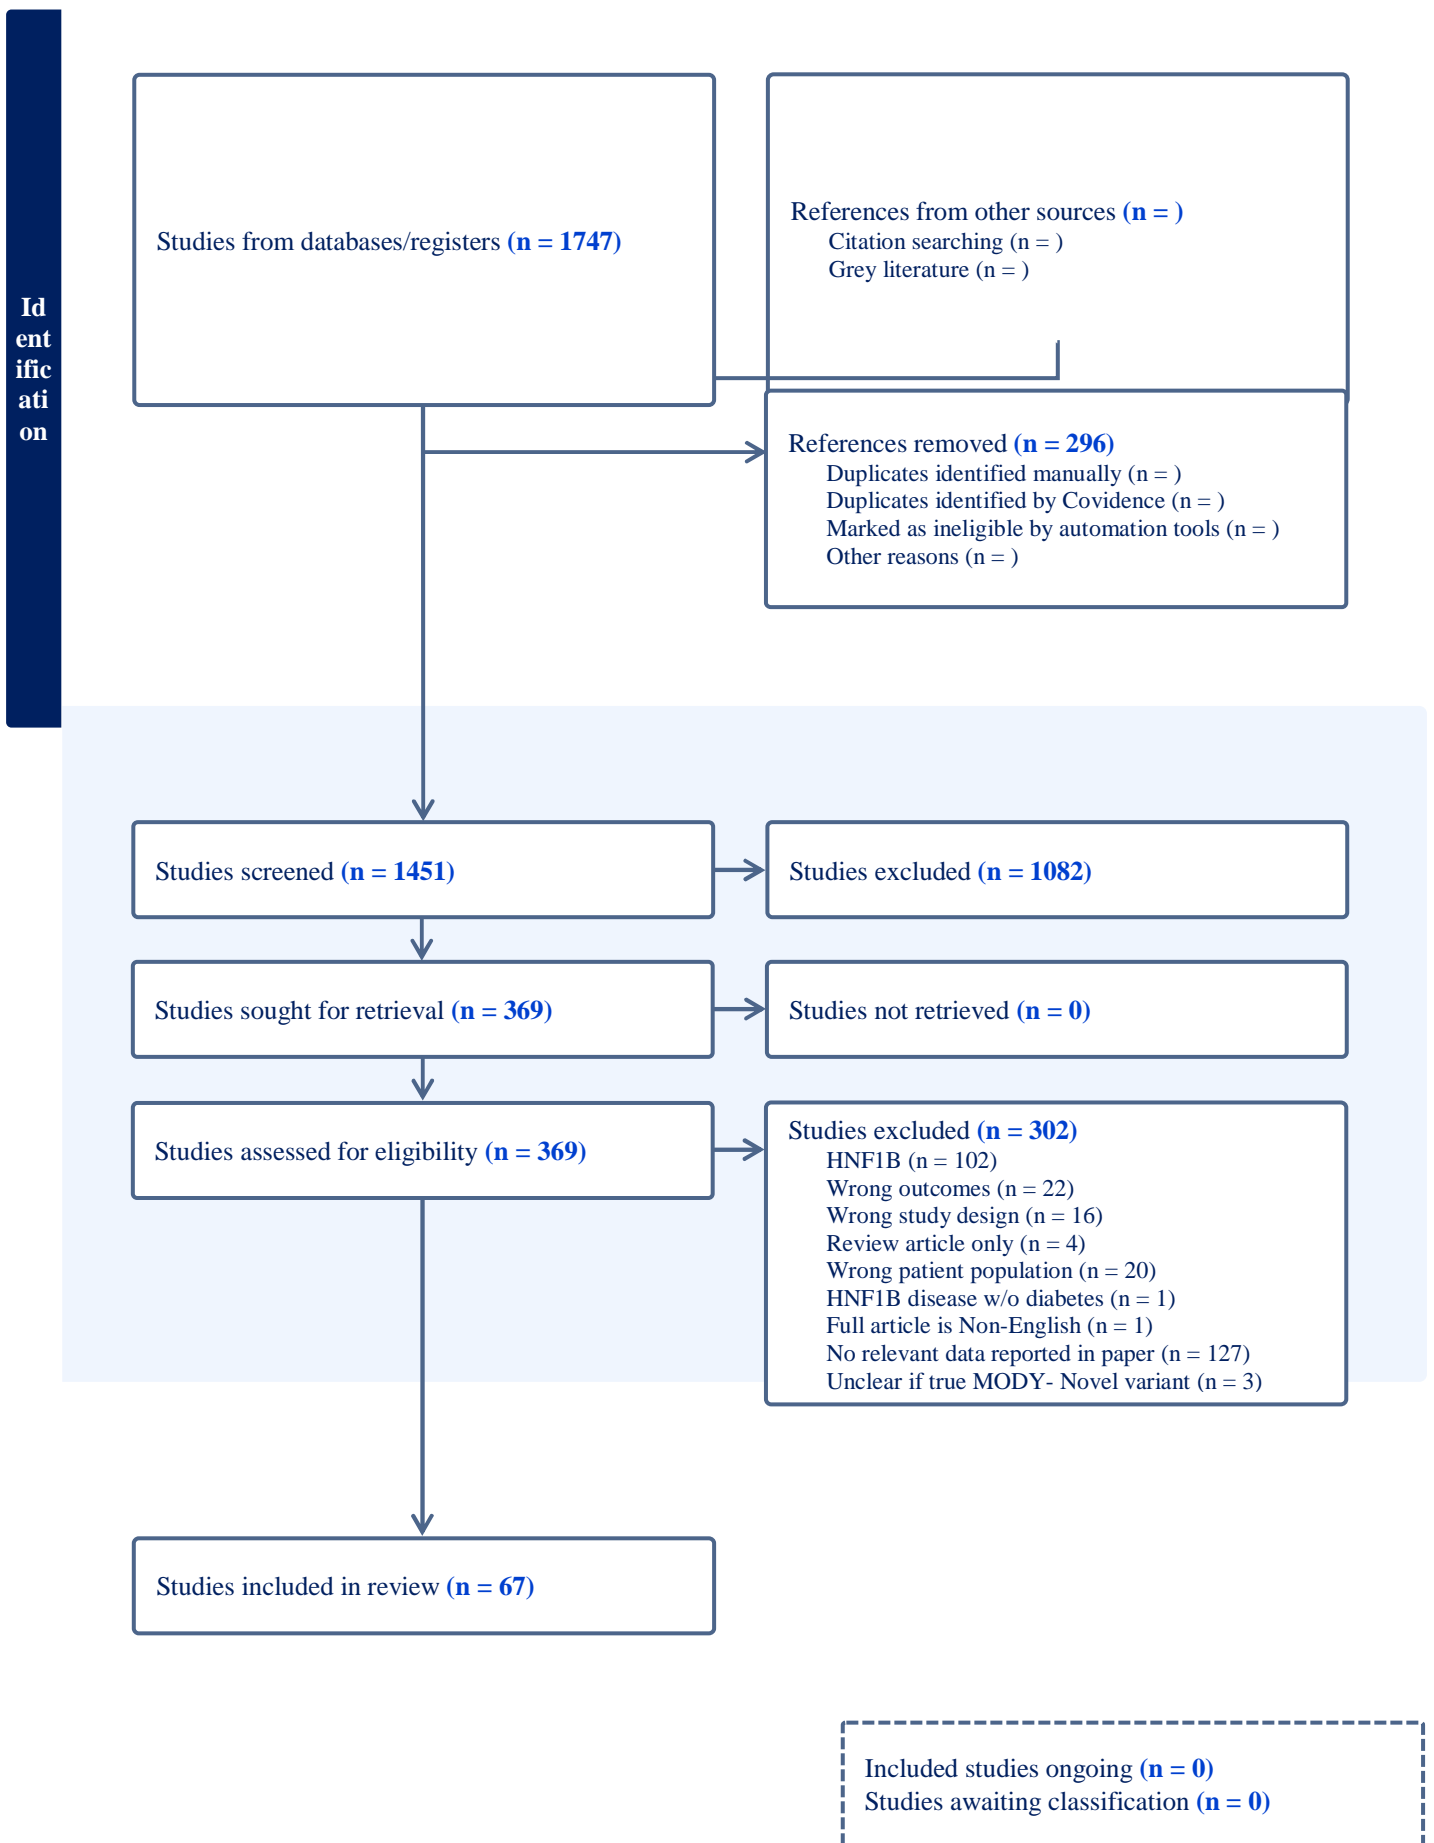 Id
ent
ific
ati
on
Studies from databases/registers (n = 1747)
References from other sources (n = )
Citation searching (n = )
Grey literature (n = )
References removed (n = 296)
Duplicates identified manually (n = )
Duplicates identified by Covidence (n = )
Marked as ineligible by automation tools (n = )
Other reasons (n = )
Studies screened (n = 1451)
Studies excluded (n = 1082)
Studies sought for retrieval (n = 369)
Studies not retrieved (n = 0)
Studies assessed for eligibility (n = 369)
Studies excluded (n = 302)
HNF1B (n = 102)
Wrong outcomes (n = 22)
Wrong study design (n = 16)
Review article only (n = 4)
Wrong patient population (n = 20)
HNF1B disease w/o diabetes (n = 1)
Full article is Non-English (n = 1)
No relevant data reported in paper (n = 127)
Unclear if true MODY- Novel variant (n = 3)
Studies included in review (n = 67)
Included studies ongoing (n = 0)
Studies awaiting classification (n = 0)